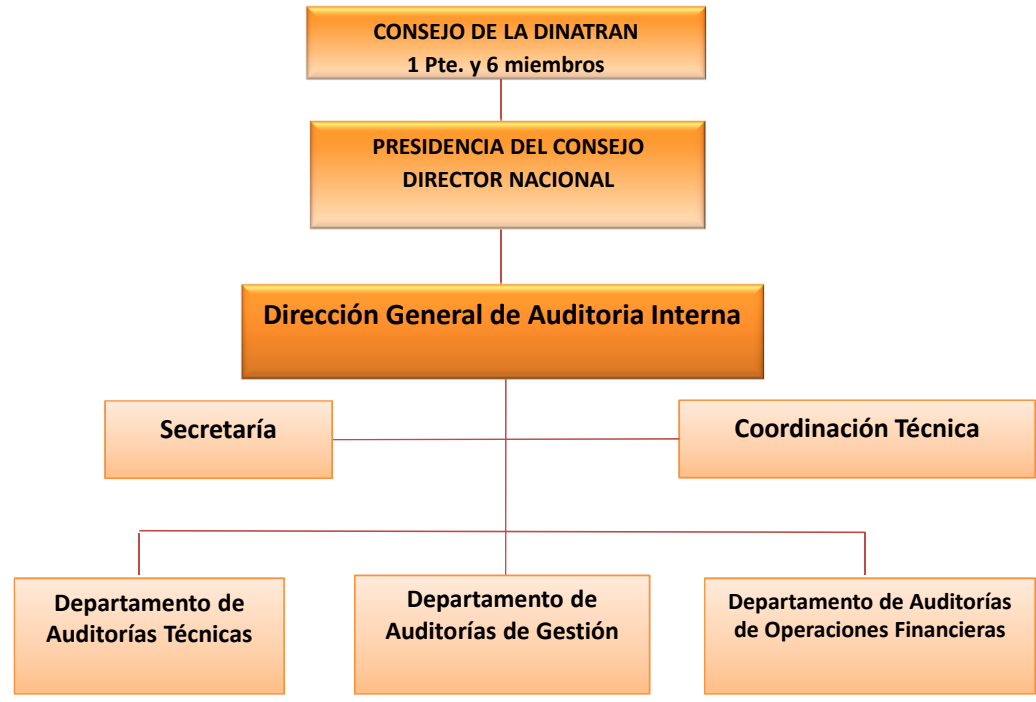 CONSEJO DE LA DINATRAN
1 Pte. y 6 miembros
PRESIDENCIA DEL CONSEJO
DIRECTOR NACIONAL
Dirección General de Auditoria Interna
Secretaría
Coordinación Técnica
Departamento de
Auditorías Técnicas
Departamento de
Auditorías de Gestión
Departamento de Auditorías
de Operaciones Financieras